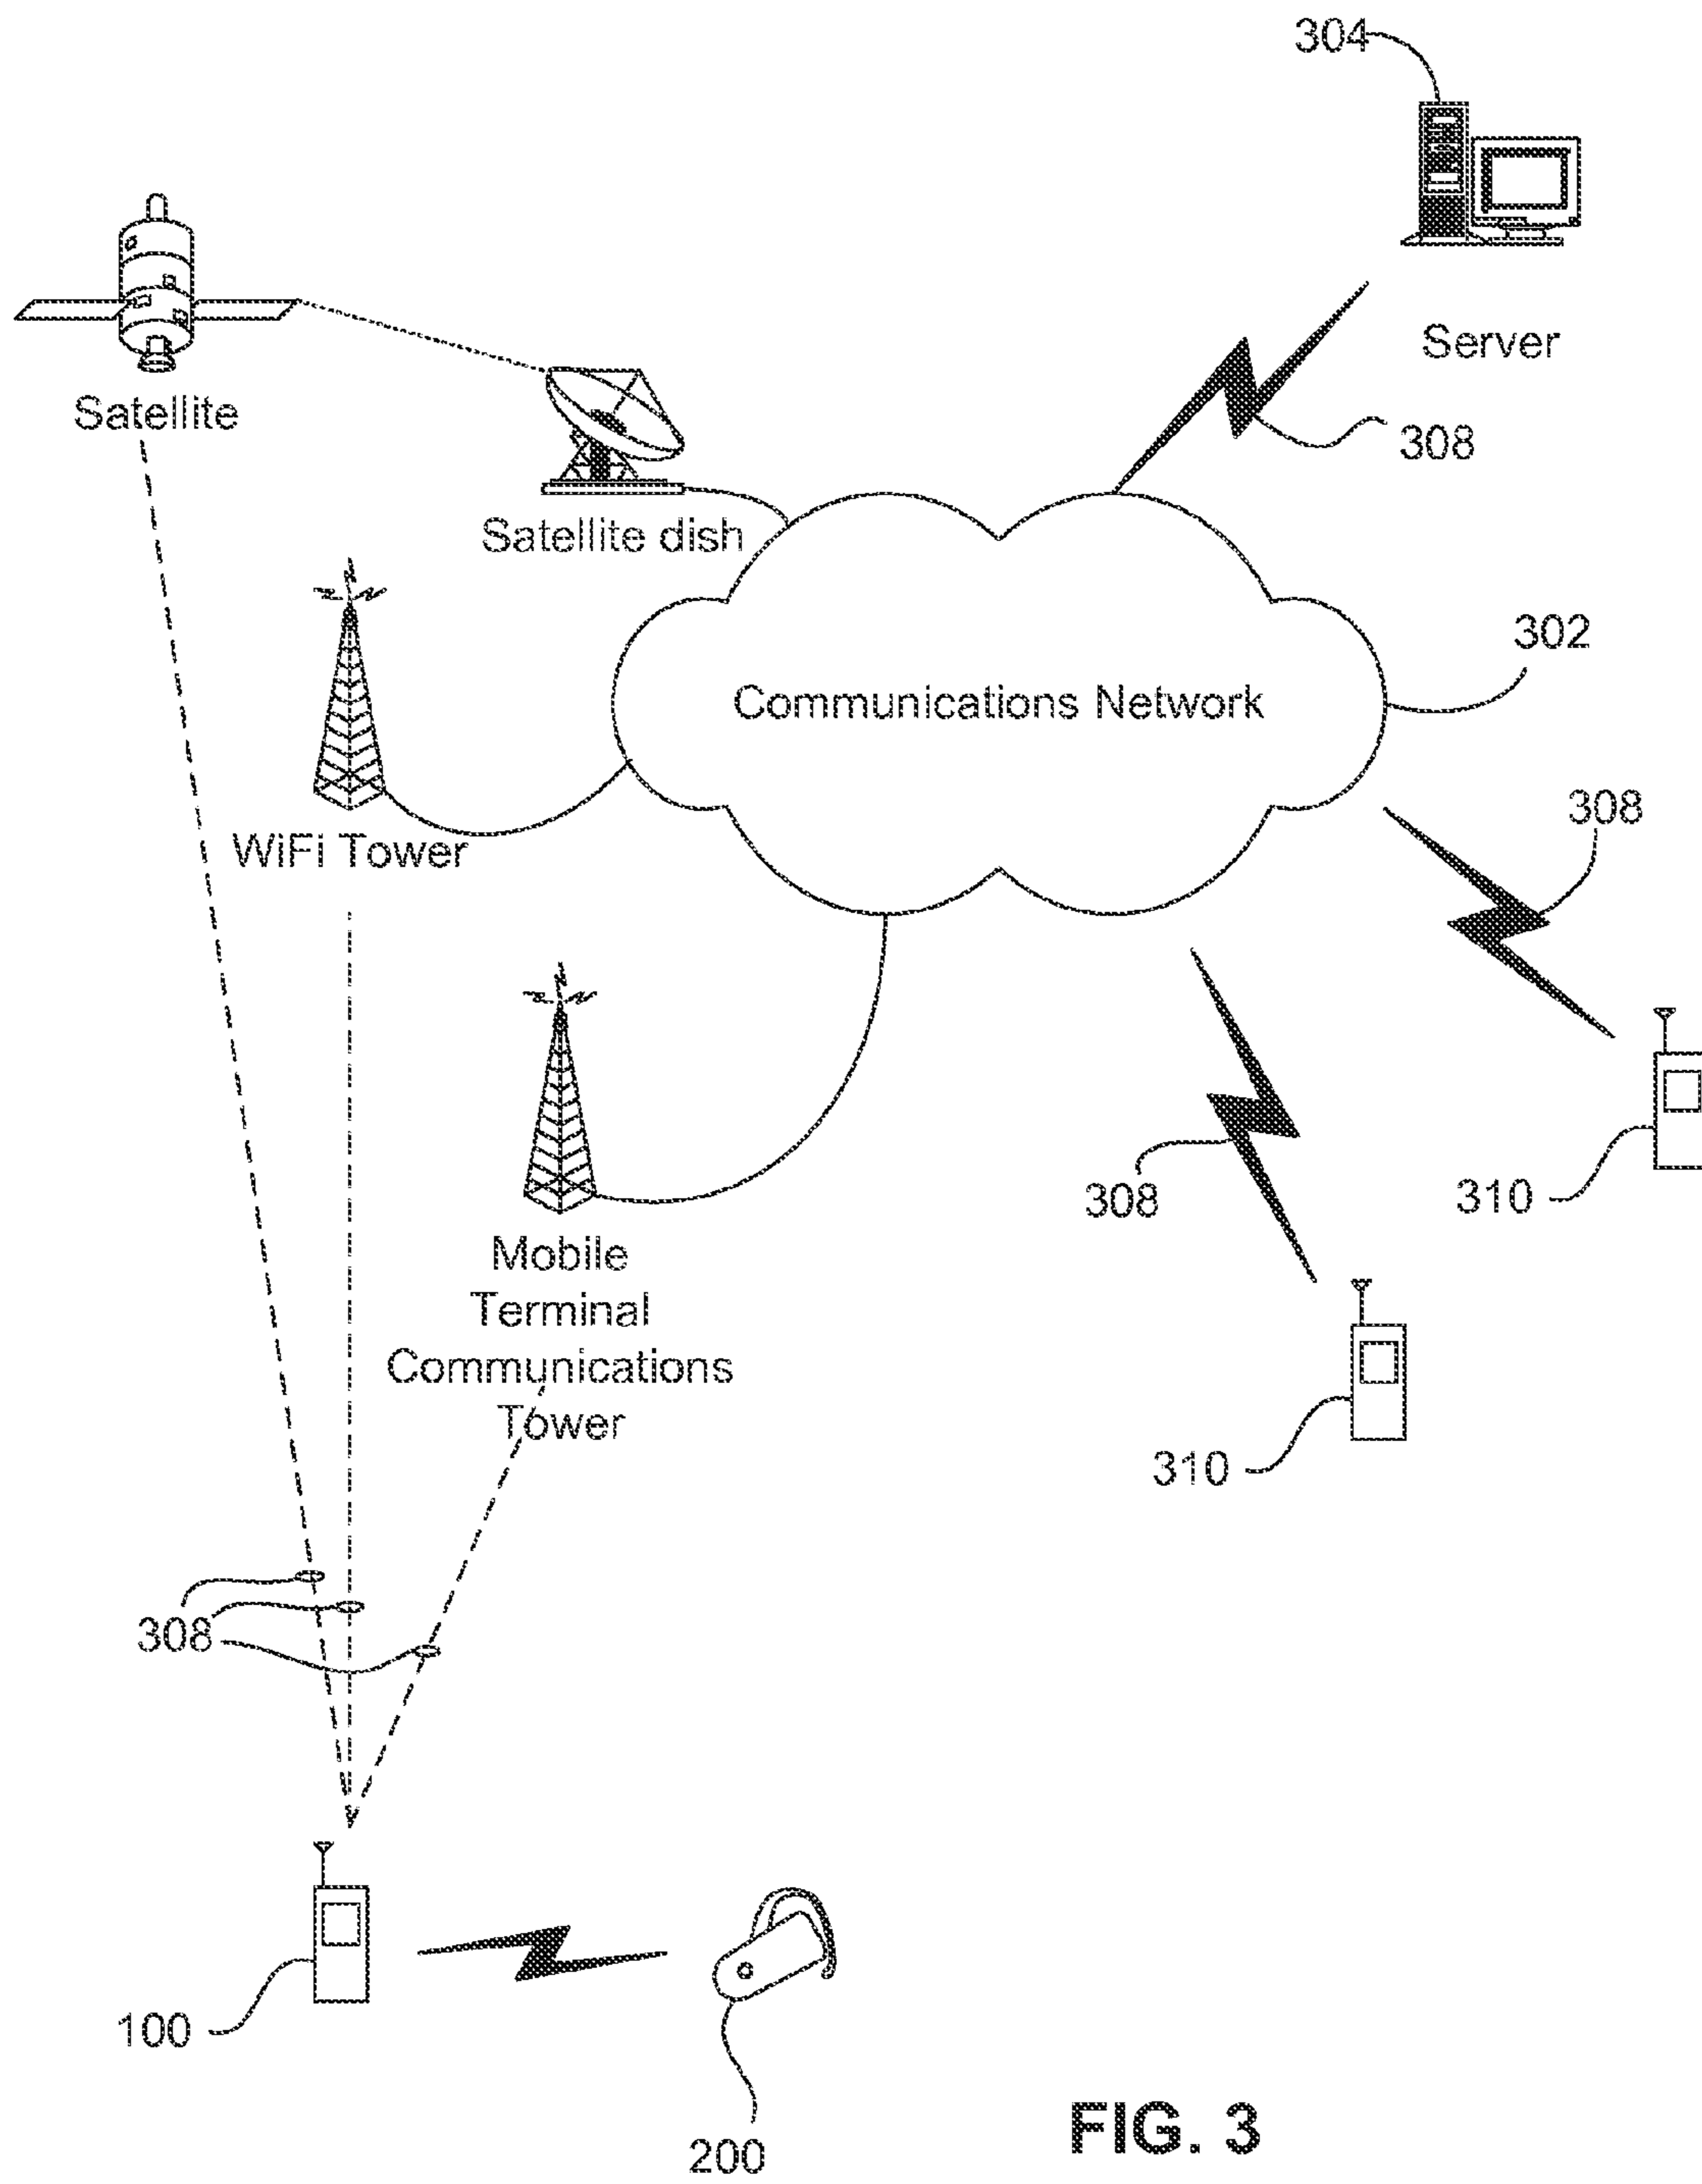 304
Server
308
Satellite
Satellite dish
302
Communications Network
308
WiFi Tower
308
310
Mobile
Terminal
Communications
Tower
310
308
100
200
FIG. 3